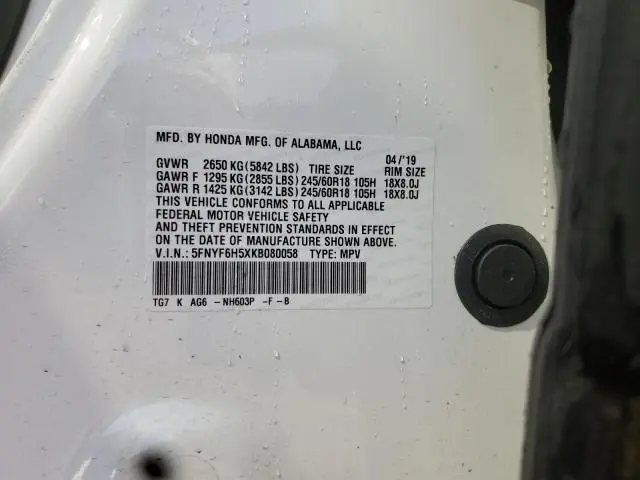 MFD. BY HONDA MFG. OF ALABAMA, LLC 04/'19
GVWR 2650 KG (5842 LBS) TIRE SIZE RIM SIZE
GAWR F 1295 KG (2855 LBS) 245/60R18 105H 18X8.0J
GAWR R 1425 KG (3142 LBS) 245/60R18 105H 18X8.0J
THIS VEHICLE CONFORMS TO ALL APPLICABLE
FEDERAL MOTOR VEHICLE SAFETY
AND THEFT PREVENTION STANDARDS IN EFFECT
ON THE DATE OF MANUFACTURE SHOWN ABOVE.
V.I.N.: 5FNYF6H5XKB080058 TYPE: MPV
TG7 K AG6 -NH603P -F-B